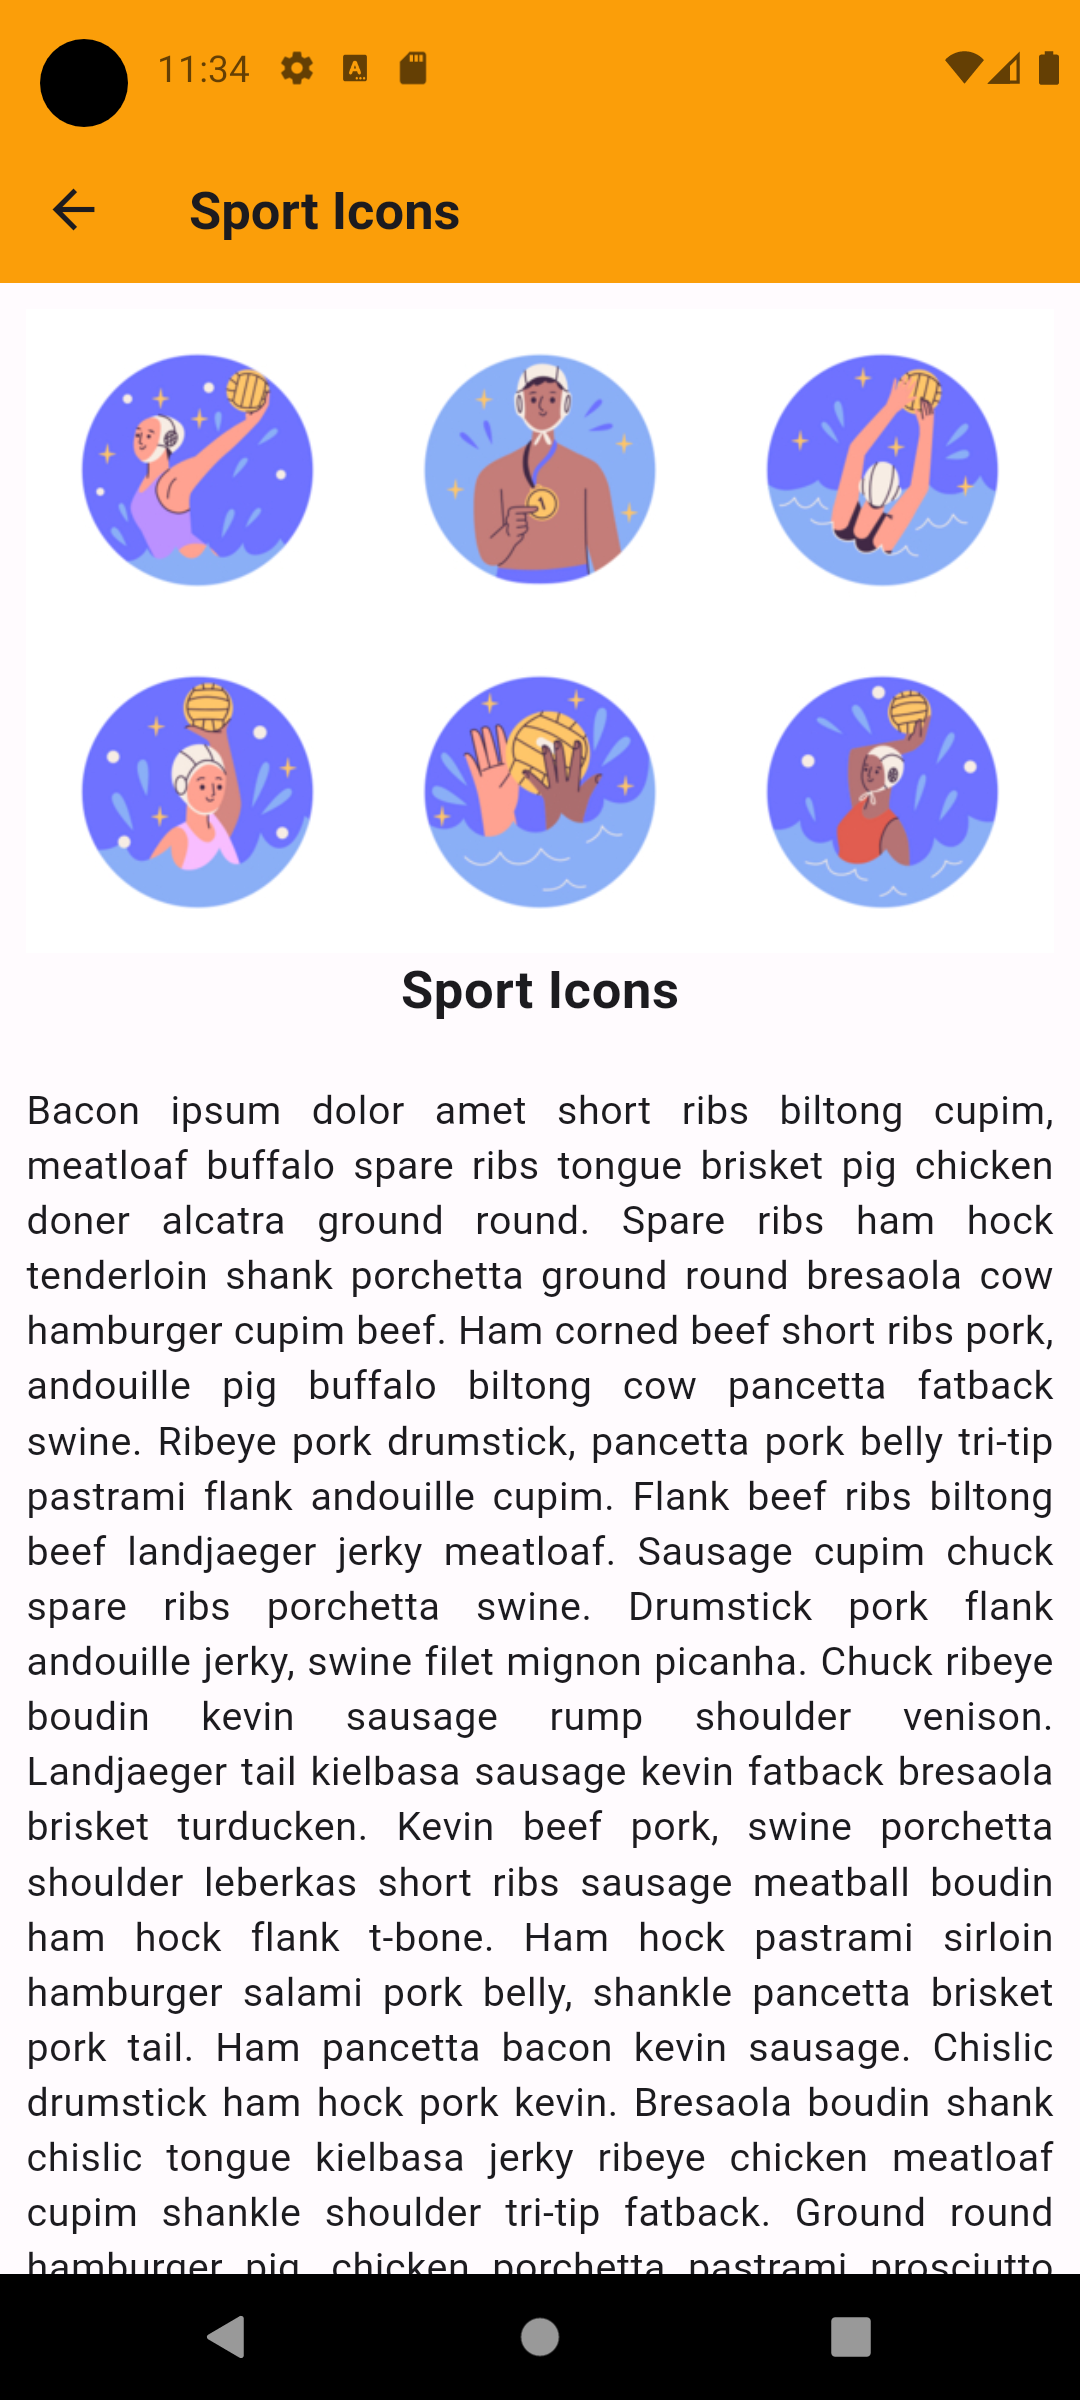 11:34
Sport Icons
Sport Icons
Bacon ipsum dolor amet short ribs biltong cupim,
meatloaf buffalo spare ribs tongue brisket pig chicken
doner alcatra ground round. Spare ribs ham hock
tenderloin shank porchetta ground round bresaola cow
hamburger cupim beef. Ham corned beef short ribs pork,
andouille pig buffalo biltong cow pancetta fatback
swine. Ribeye pork drumstick, pancetta pork belly tri-tip
pastrami flank andouille cupim. Flank beef ribs biltong
beef landjaeger jerky meatloaf. Sausage cupim chuck
spare ribs porchetta swine. Drumstick pork flank
andouille jerky, swine filet mignon picanha. Chuck ribeye
boudin kevin sausage rump shoulder venison.
Landjaeger tail kielbasa sausage kevin fatback bresaola
brisket turducken. Kevin beef pork, swine porchetta
shoulder leberkas short ribs sausage meatball boudin
ham hock flank t-bone. Ham hock pastrami sirloin
hamburger salami pork belly, shankle pancetta brisket
pork tail. Ham pancetta bacon kevin sausage. Chislic
drumstick ham hock pork kevin. Bresaola boudin shank
chislic tongue kielbasa jerky ribeye chicken meatloaf
cupim shankle shoulder tri-tip fatback. Ground round
hamburger pig, chicken porchetta pastrami prosciutto